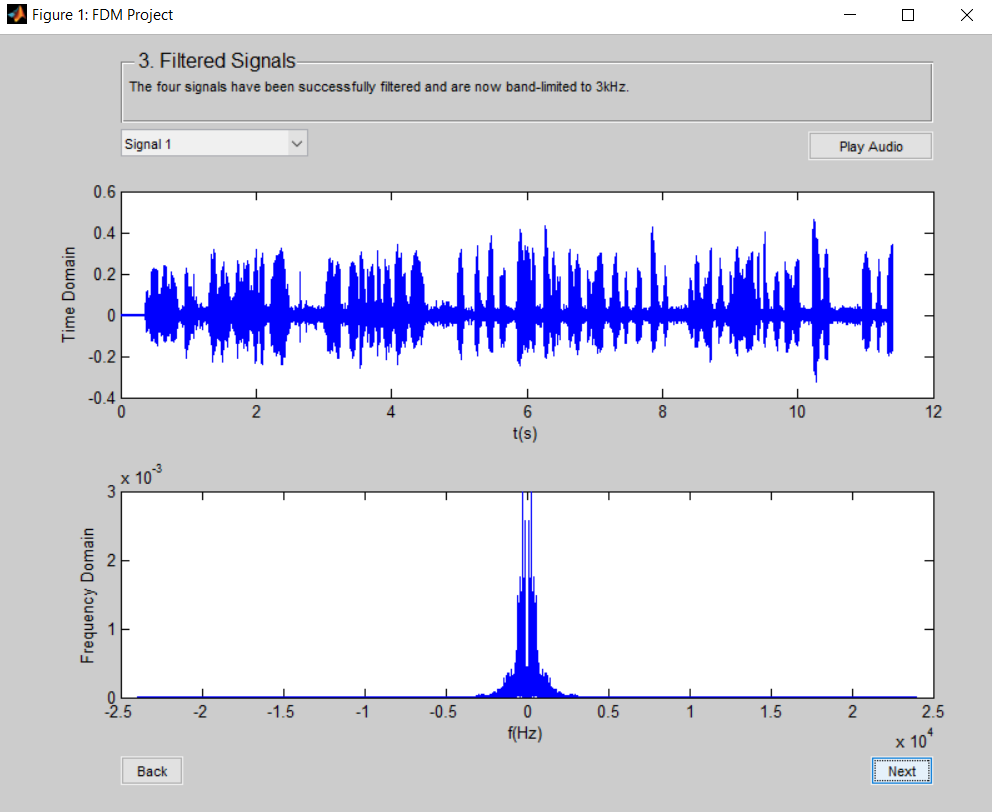 Figure 1: FDM Project
3. Filtered Signals
The four signals have been successfully filtered and are now band-limited to 3kHz.
Signal 1
Play Audio
Time Domain
0.6
0.4
0.2
0
-0.2
-0.4
0 2 4 6 8 10 12
t(s)
x 10^-3
Frequency Domain
3
2
1
0
-2.5 -2 -1.5 -1 -0.5 0 0.5 1 1.5 2 2.5
f(Hz)
x 10^4
Back
Next